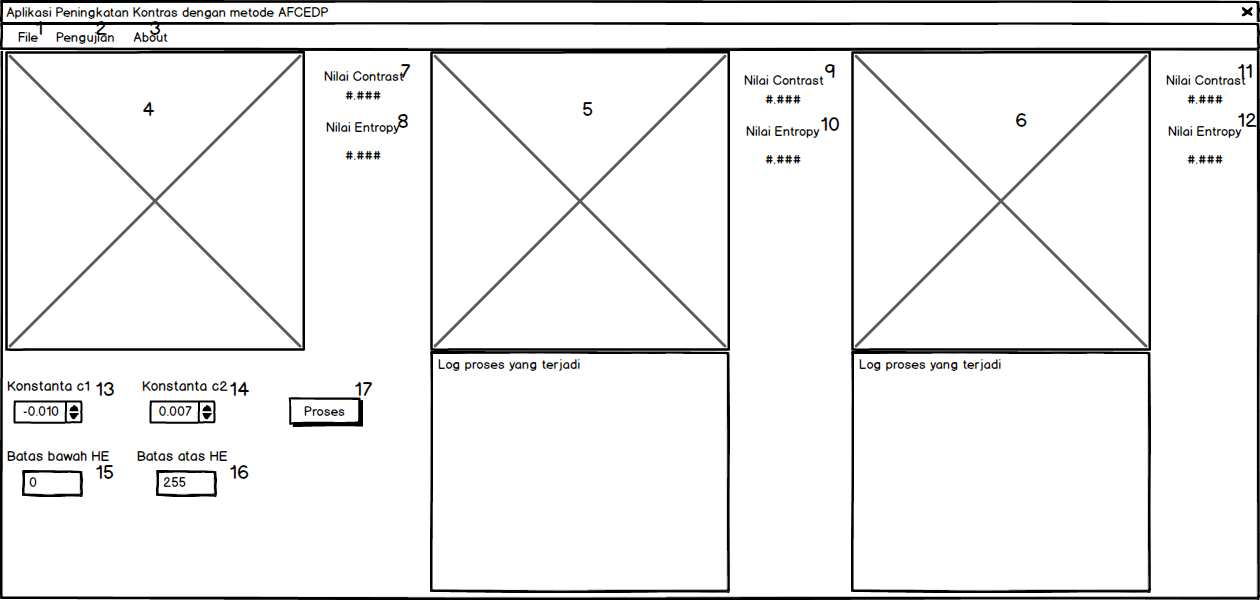 Aplikasi Peningkatan Kontras dengan metode AFCEDP
File 1 Pengujian 2 About 3
4
Nilai Contrast 7
#.###
Nilai Entropy 8
#.###
5
Nilai Contrast 9
#.###
Nilai Entropy 10
#.###
6
Nilai Contrast 11
#.###
Nilai Entropy 12
#.###
Konstanta c1 13
-0.010
Konstanta c2 14
0.007
17
Proses
Batas bawah HE
15
0
Batas atas HE
16
255
Log proses yang terjadi
Log proses yang terjadi